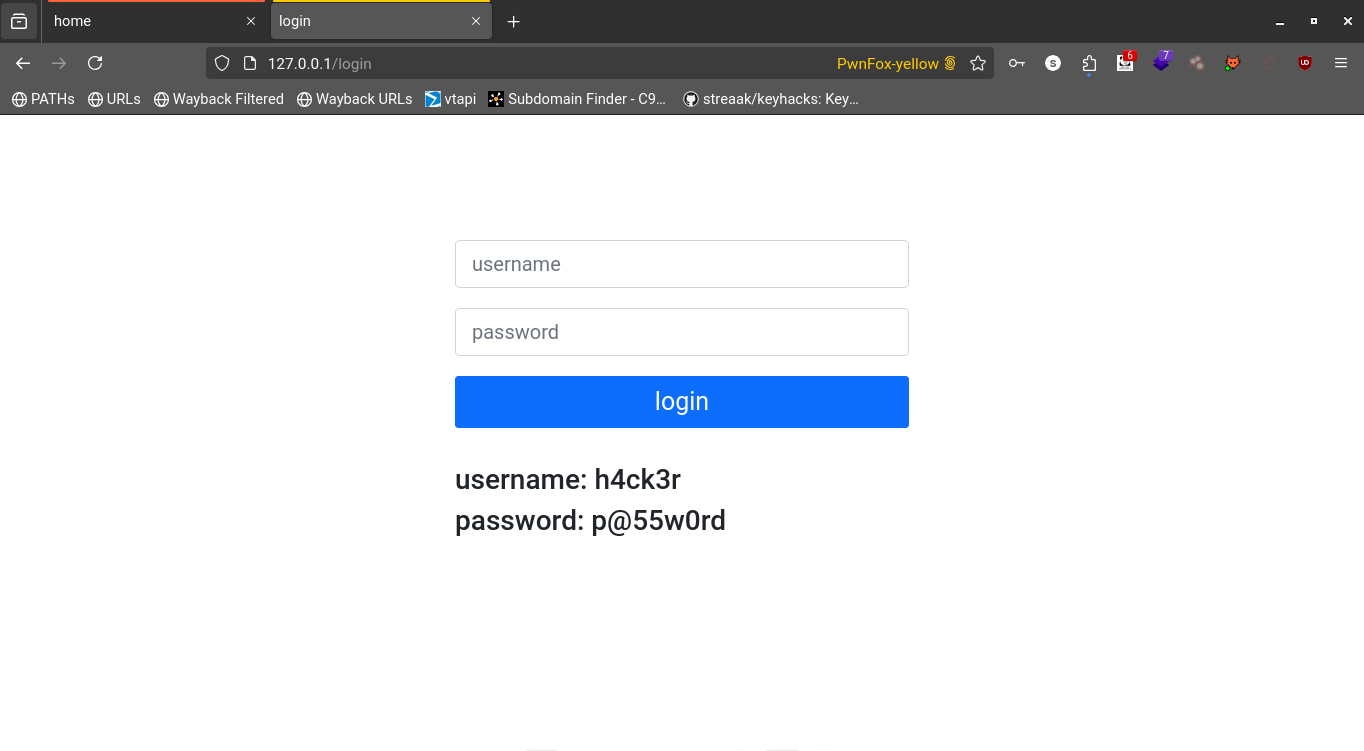 home
login
127.0.0.1/login
PwnFox-yellow
S
6
7
UD
PATHs
URLs
Wayback Filtered
Wayback URLs
vtapi
Subdomain Finder - C9...
streaak/keyhacks: Key...
username
password
login
username: h4ck3r
password: p@55w0rd